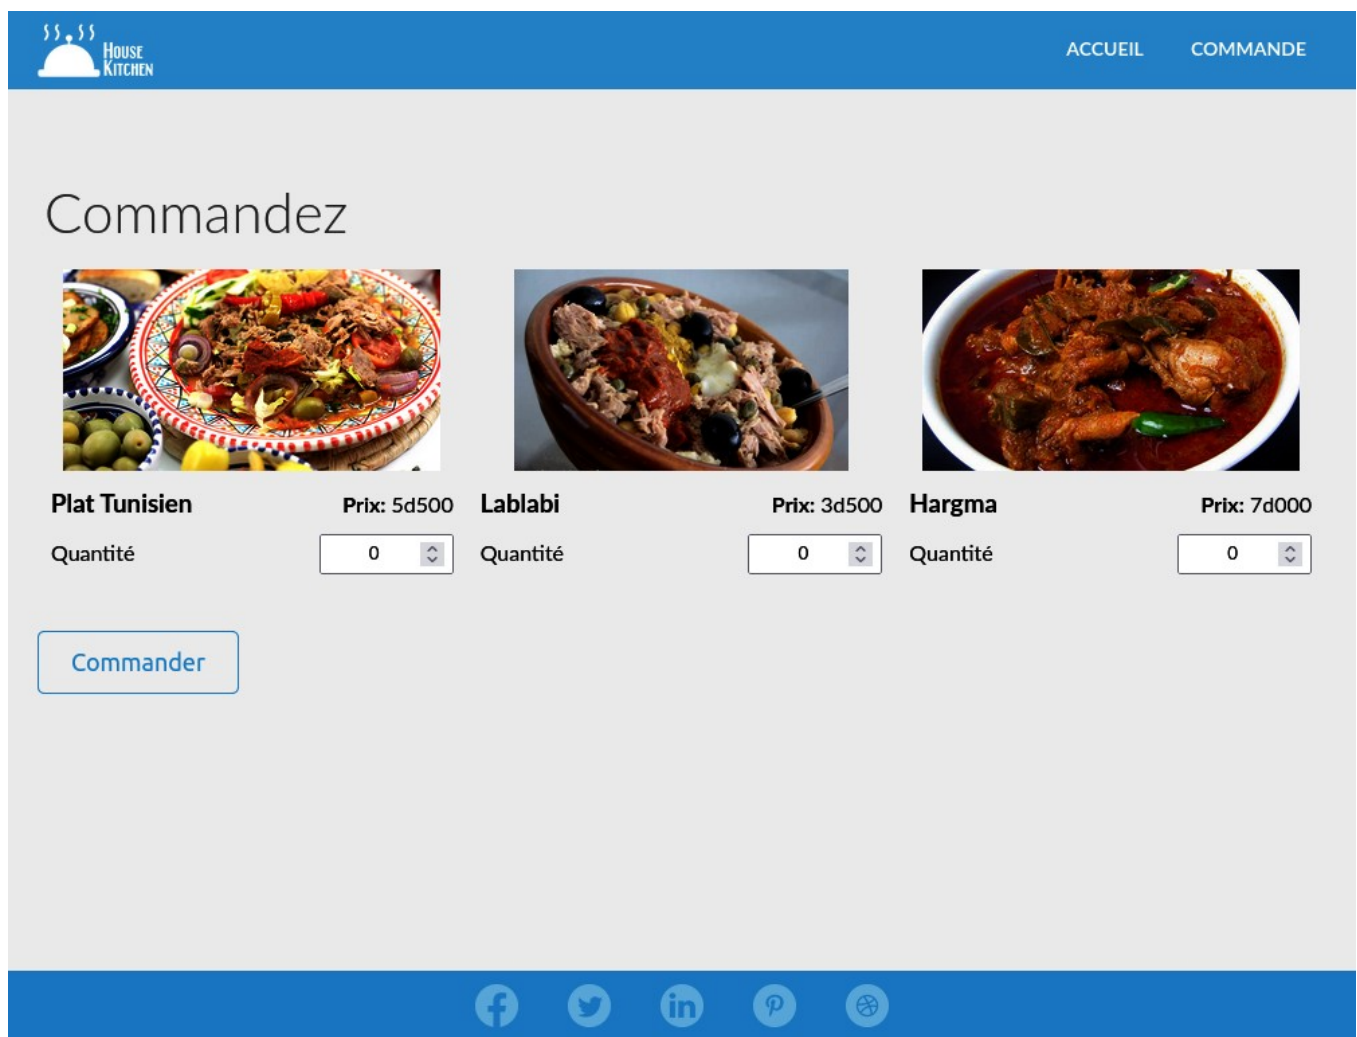 House
Kitchen
ACCUEIL COMMANDE
Commandez
Plat Tunisien Prix: 5d500 Lablabi Prix: 3d500 Hargma Prix: 7d000
Quantité 0 Quantité 0 Quantité 0
Commander